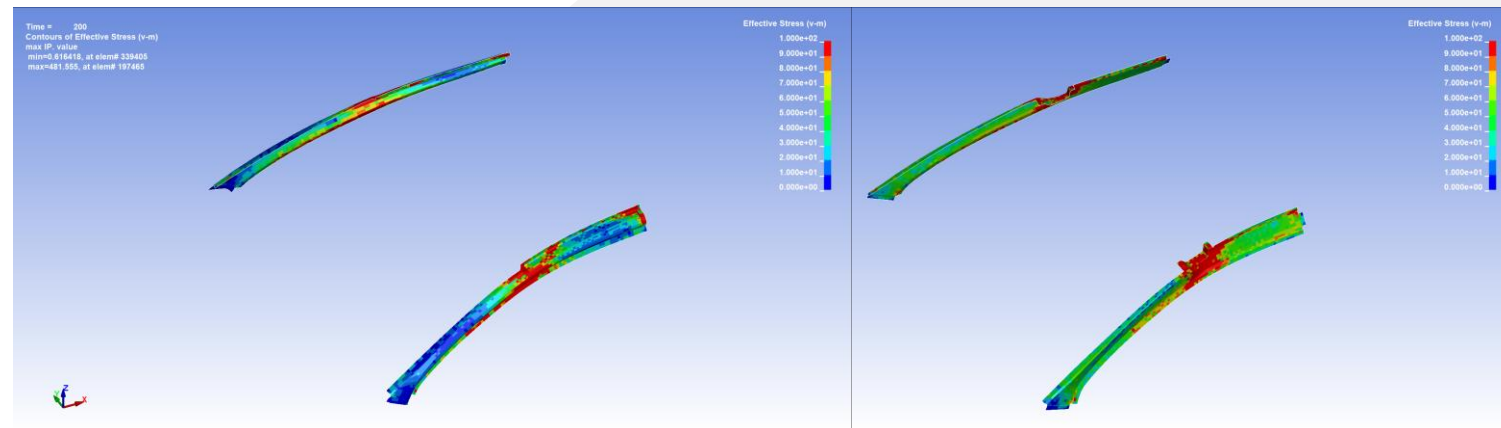 Time = 200
Contours of Effective Stress (v-m)
max IP. value
min=0.616418, at elem# 339405
max=481.555, at elem# 197465
Effective Stress (v-m)
1.000e+02
9.000e+01
8.000e+01
7.000e+01
6.000e+01
5.000e+01
4.000e+01
3.000e+01
2.000e+01
1.000e+01
0.000e+00
Z
Y
X
Effective Stress (v-m)
1.000e+02
9.000e+01
8.000e+01
7.000e+01
6.000e+01
5.000e+01
4.000e+01
3.000e+01
2.000e+01
1.000e+01
0.000e+00